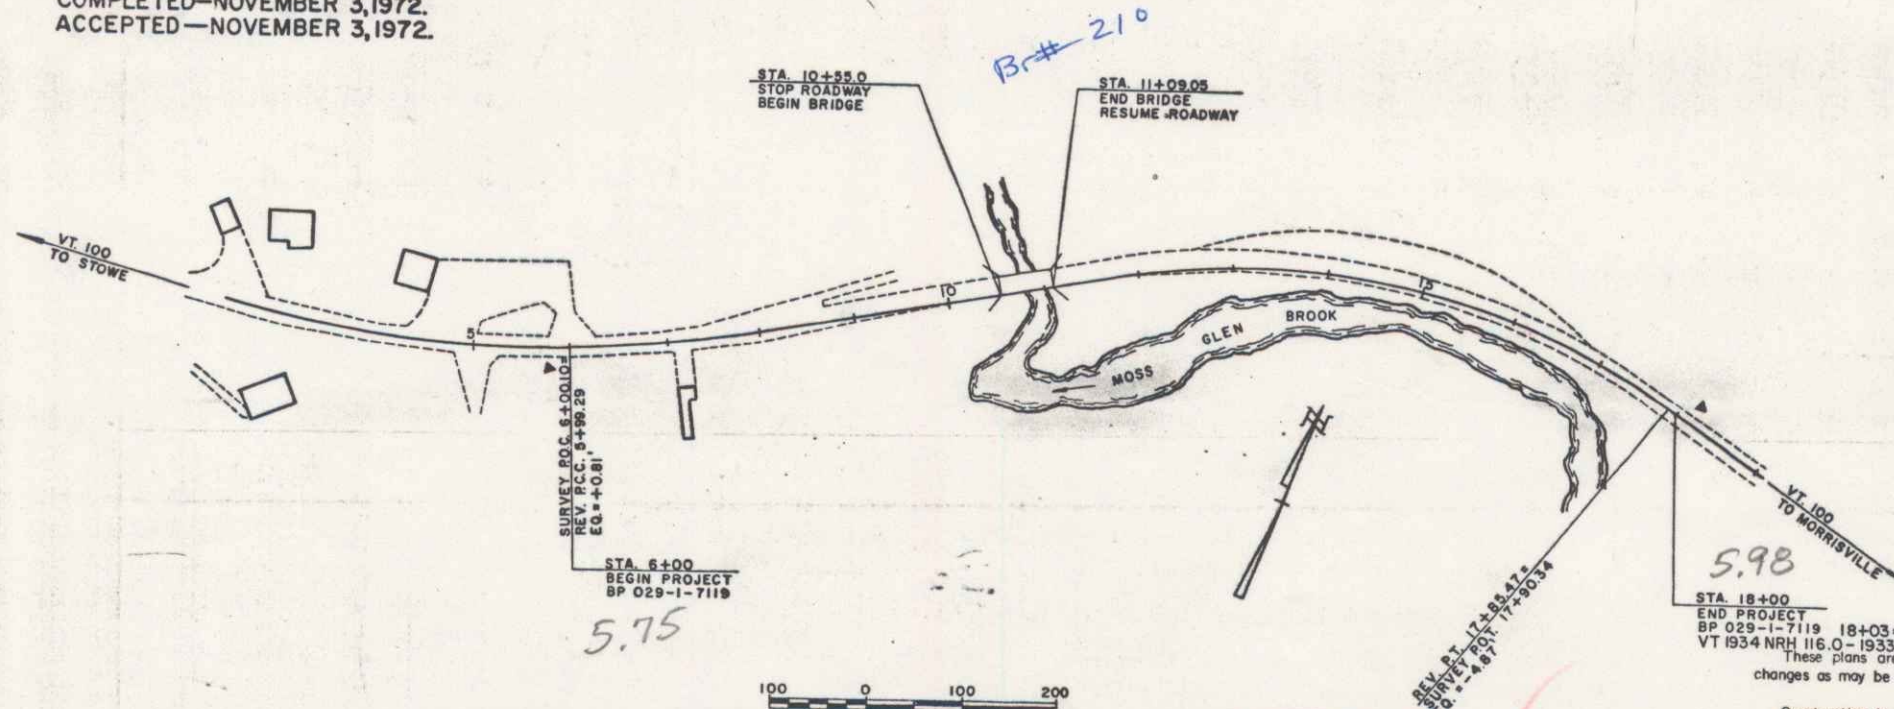 COMPLETED—NOVEMBER 3,1972.
ACCEPTED—NOVEMBER 3,1972.
Br# 210
STA. 10+55.0
STOP ROADWAY
BEGIN BRIDGE
STA. 11+09.05
END BRIDGE
RESUME ROADWAY
VT. 100
TO STOWE
5
10
15
GLEN BROOK
MOSS
N
SURVEY P.O.C. 6+00.10=
REV. P.C.C. 5+99.29
EQ.=+0.81'
STA. 6+00
BEGIN PROJECT
BP 029-1-7119
5.75
VT. 100
TO MORRISVILLE
5.98
STA. 18+00
END PROJECT
BP 029-1-7119 18+03
VT 1934 NRH 116.0-1933
These plans are
changes as may be
REV. P.T. 17+85.47=
SURVEY P.O.T. 17+90.34
EQ. = -4.87'
100 0 100 200